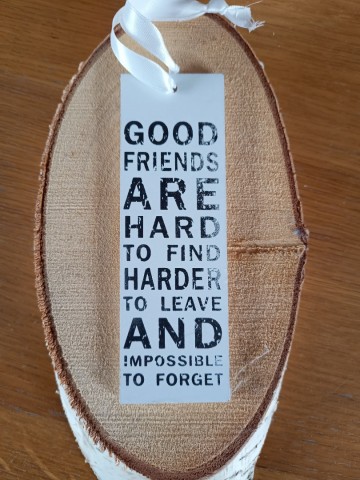 GOOD
FRIENDS
ARE
HARD
TO FIND
HARDER
TO LEAVE
AND
IMPOSSIBLE
TO FORGET